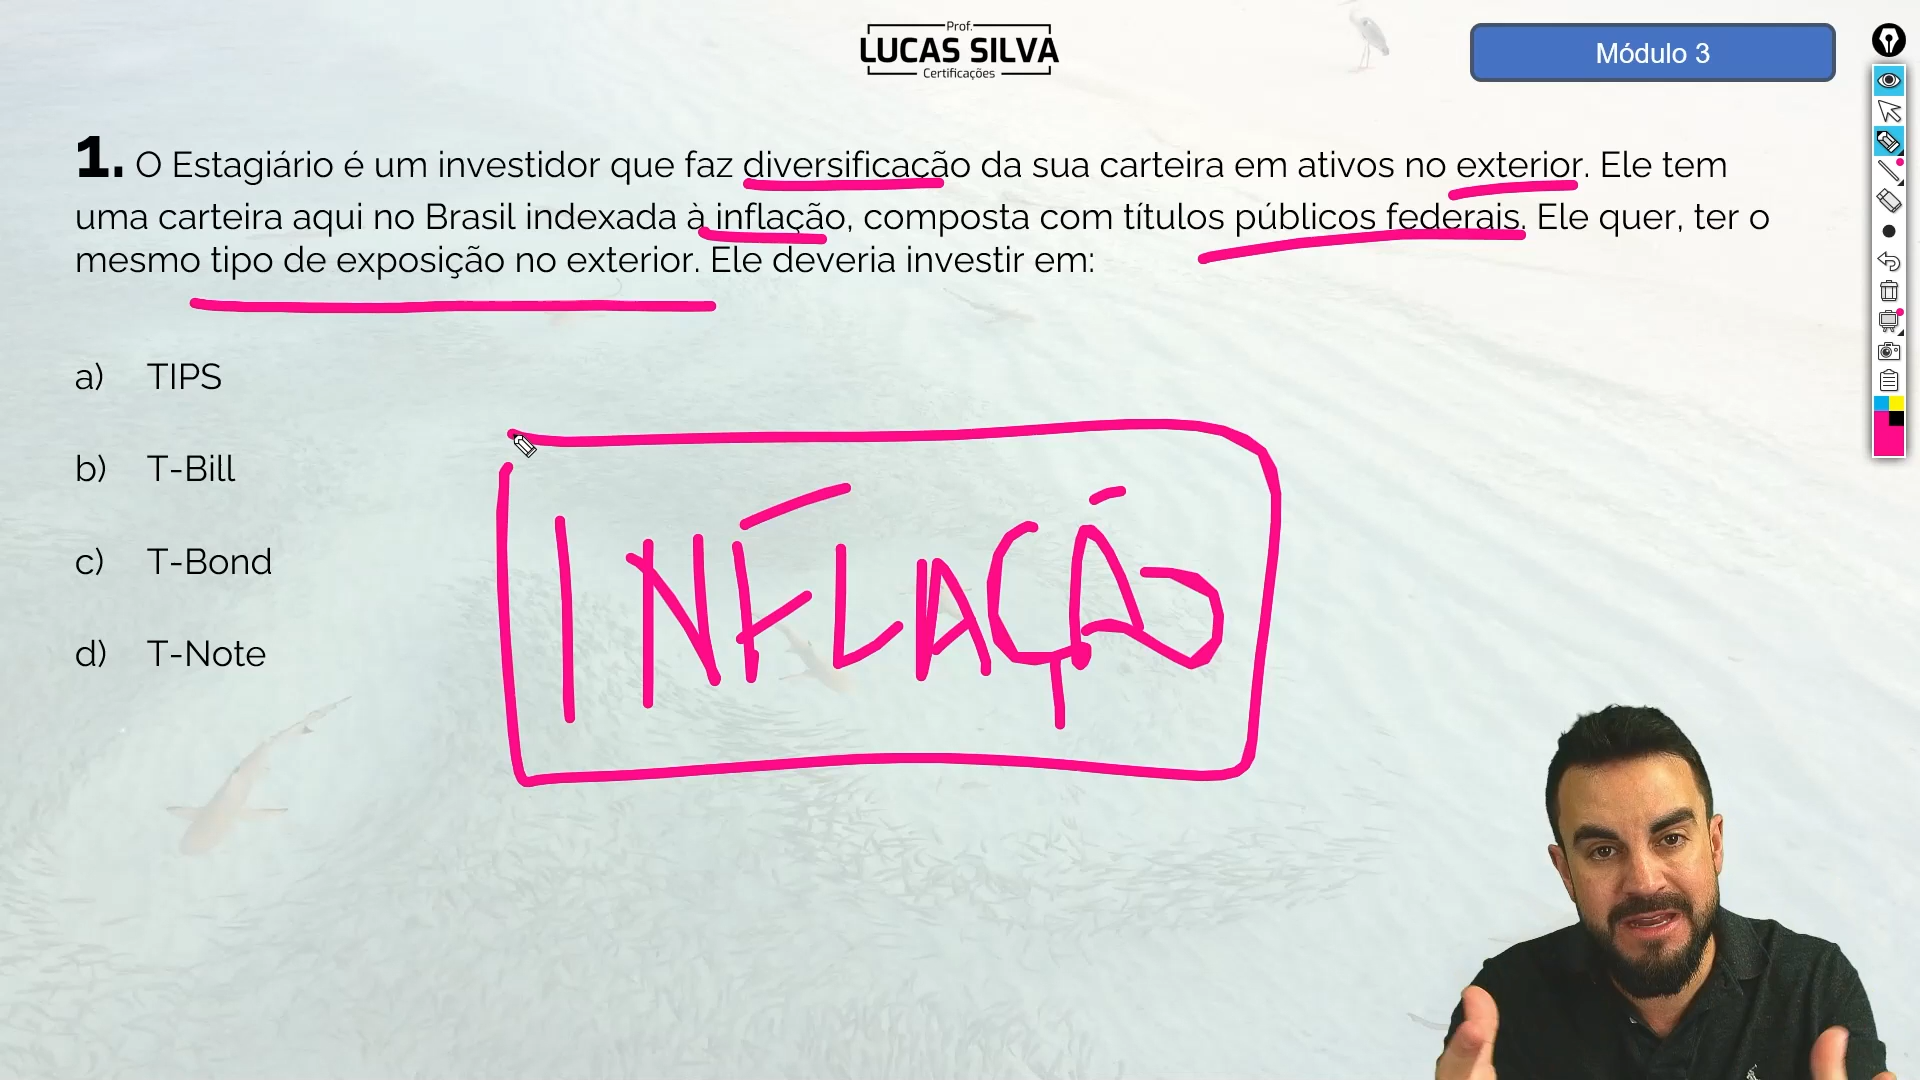 Prof.
LUCAS SILVA
Certificações
Módulo 3
1. O Estagiário é um investidor que faz diversificação da sua carteira em ativos no exterior. Ele tem
uma carteira aqui no Brasil indexada à inflação, composta com títulos públicos federais. Ele quer, ter o
mesmo tipo de exposição no exterior. Ele deveria investir em:
a) TIPS
b) T-Bill
c) T-Bond
d) T-Note
INFLAÇÃO